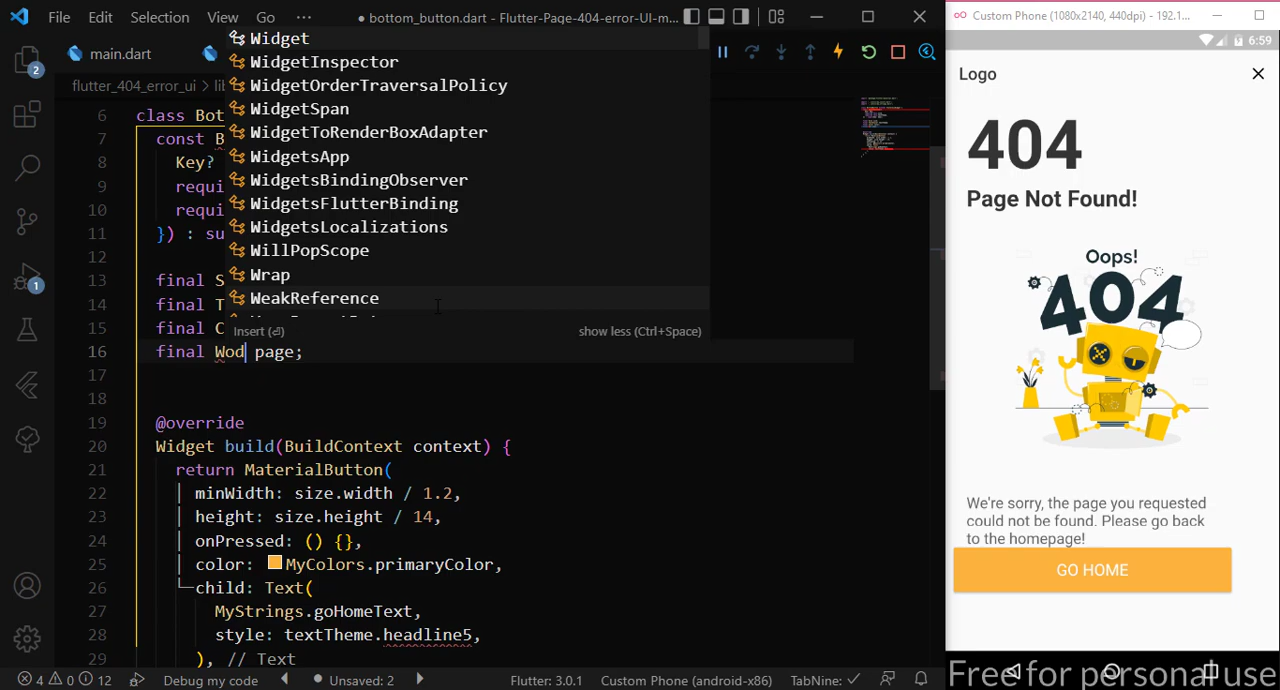 File Edit Selection View Go ··· ● bottom_button.dart - Flutter-Page-404-error-UI-m...
Custom Phone (1080x2140, 440dpi) - 192.1...
main.dart
flutter_404_error_ui › lib
Widget
WidgetInspector
WidgetOrderTraversalPolicy
WidgetSpan
WidgetToRenderBoxAdapter
WidgetsApp
WidgetsBindingObserver
WidgetsFlutterBinding
WidgetsLocalizations
WillPopScope
Wrap
WeakReference
Insert (⏎) show less (Ctrl+Space)
2
1
6 class Bot
7 const B
8 Key?
9 requi
10 requi
11 }) : su
12
13 final S
14 final T
15 final C
16 final Wod page;
17
18
19 @override
20 Widget build(BuildContext context) {
21 return MaterialButton(
22 minWidth: size.width / 1.2,
23 height: size.height / 14,
24 onPressed: () {},
25 color: MyColors.primaryColor,
26 child: Text(
27 MyStrings.goHomeText,
28 style: textTheme.headline5,
29 ), // Text
4 0 12 Debug my code Unsaved: 2 Flutter: 3.0.1 Custom Phone (android-x86) TabNine: ✓
6:59
Logo
404
Page Not Found!
Oops!
404
We're sorry, the page you requested
could not be found. Please go back
to the homepage!
GO HOME
Free for personal use